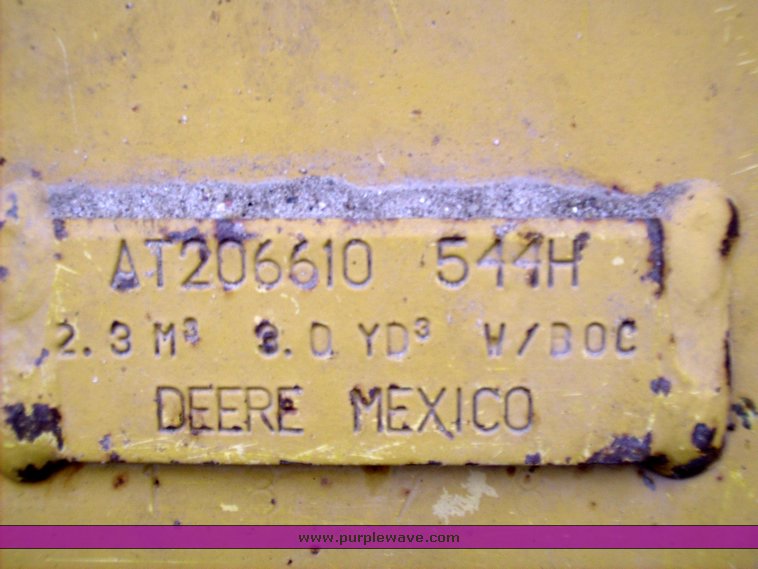 AT206610 544H
2.3 M³ 3.0 YD³ W/BOC
DEERE MEXICO
www.purplewave.com